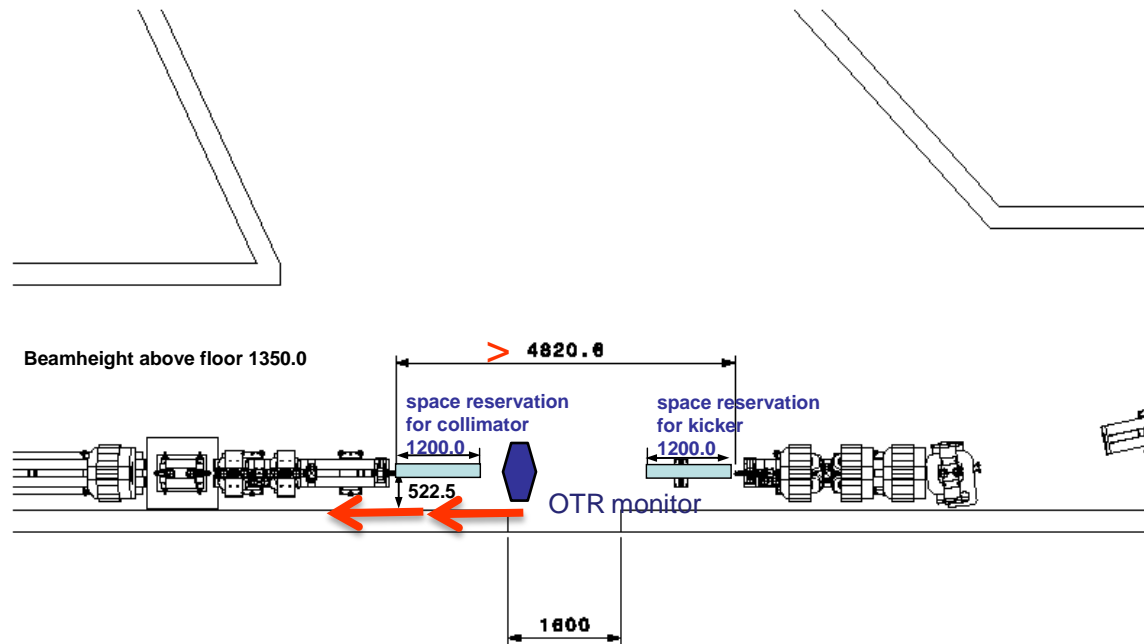 > 4820.6
Beamheight above floor 1350.0
space reservation
for collimator
1200.0
space reservation
for kicker
1200.0
522.5
OTR monitor
1600